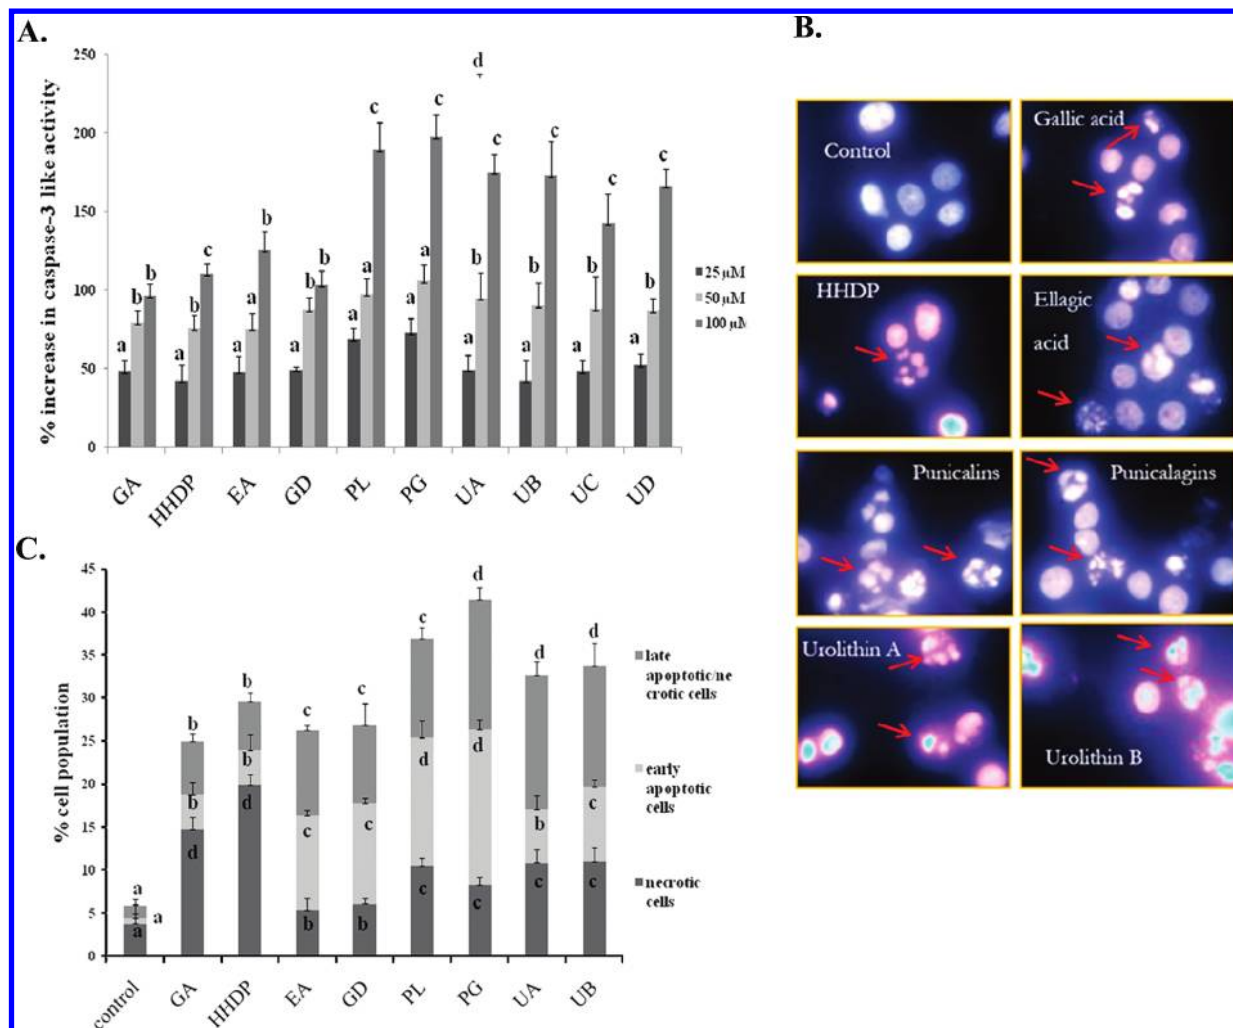 A.
B.
250
200
150
100
50
0
% increase in caspase-3 like activity
d
c c c c c c
b c b b
a b a b a b b b b a a b b c b
a a a a a a a a a a
25 µM
50 µM
100 µM
GA HHDP EA GD PL PG UA UB UC UD
Control
Gallic acid
HHDP
Ellagic
acid
Punicalins
Punicalagins
Urolithin A
Urolithin B
C.
45
40
35
30
25
20
15
10
5
0
% cell population
a b b c c c d d d
a b b c c d d b c
a d d b b c c c c
late
apoptotic/ne
crotic cells
early
apoptotic
cells
necrotic
cells
control GA HHDP EA GD PL PG UA UB